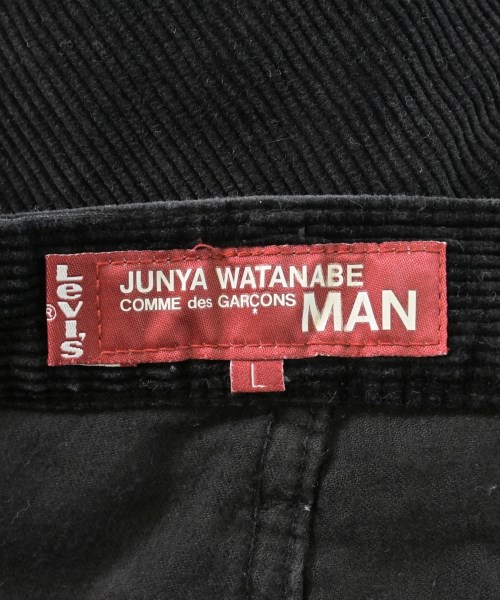 Levi's
®
JUNYA WATANABE
COMME des GARÇONS MAN
L